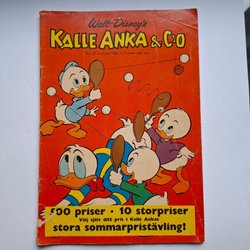 Walt Disney's
KALLE ANKA & C:O
500 priser • 10 storpriser
Välj själv ditt pris i Kalle Ankas
stora sommarpristävling!